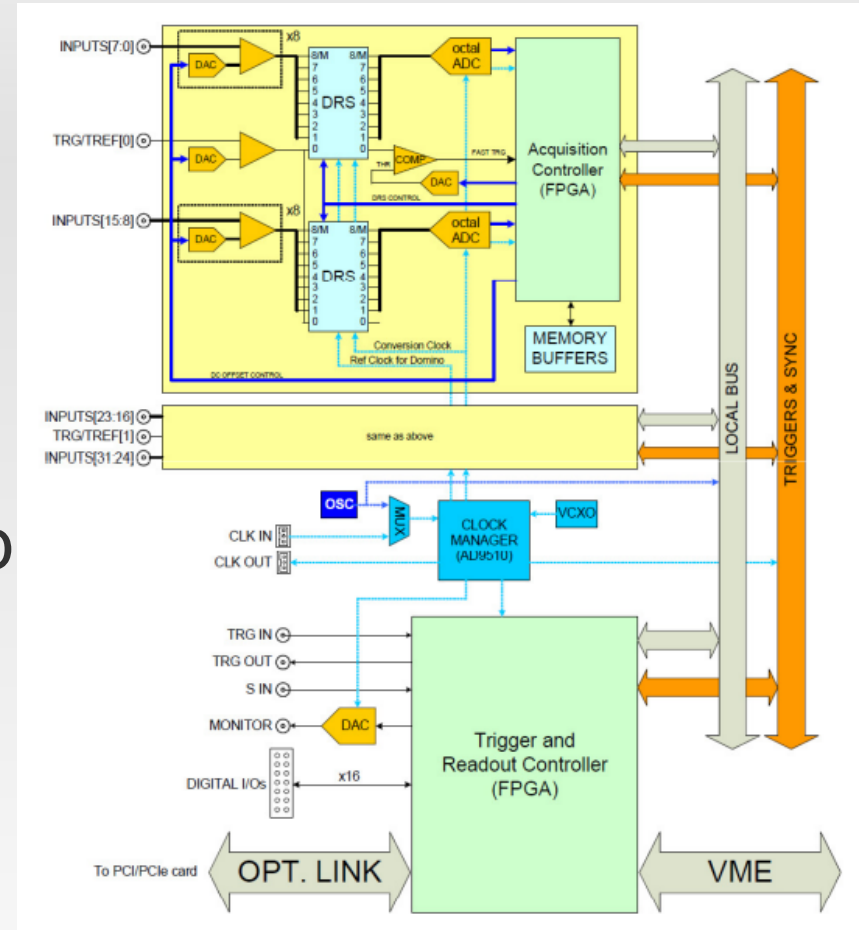 INPUTS[7:0]
x8
DAC
8/M 8/M
7 7
6 6
5 5
4 4
3 3
2 2
1 1
0 0
DRS
octal
ADC
TRG/TREF[0]
DAC
THR
COMP
FAST TRG
DAC
DRS CONTROL
Acquisition
Controller
(FPGA)
INPUTS[15:8]
x8
DAC
8/M 8/M
7 7
6 6
5 5
4 4
3 3
2 2
1 1
0 0
DRS
octal
ADC
Conversion Clock
Ref Clock for Domino
DC OFFSET CONTROL
MEMORY
BUFFERS
LOCAL BUS
TRIGGERS & SYNC
INPUTS[23:16]
TRG/TREF[1]
INPUTS[31:24]
same as above
OSC
MUX
CLK IN
CLK OUT
CLOCK
MANAGER
(AD9510)
VCXO
o
TRG IN
TRG OUT
S IN
MONITOR
DAC
DIGITAL I/Os
x16
Trigger and
Readout Controller
(FPGA)
To PCI/PCIe card
OPT. LINK
VME